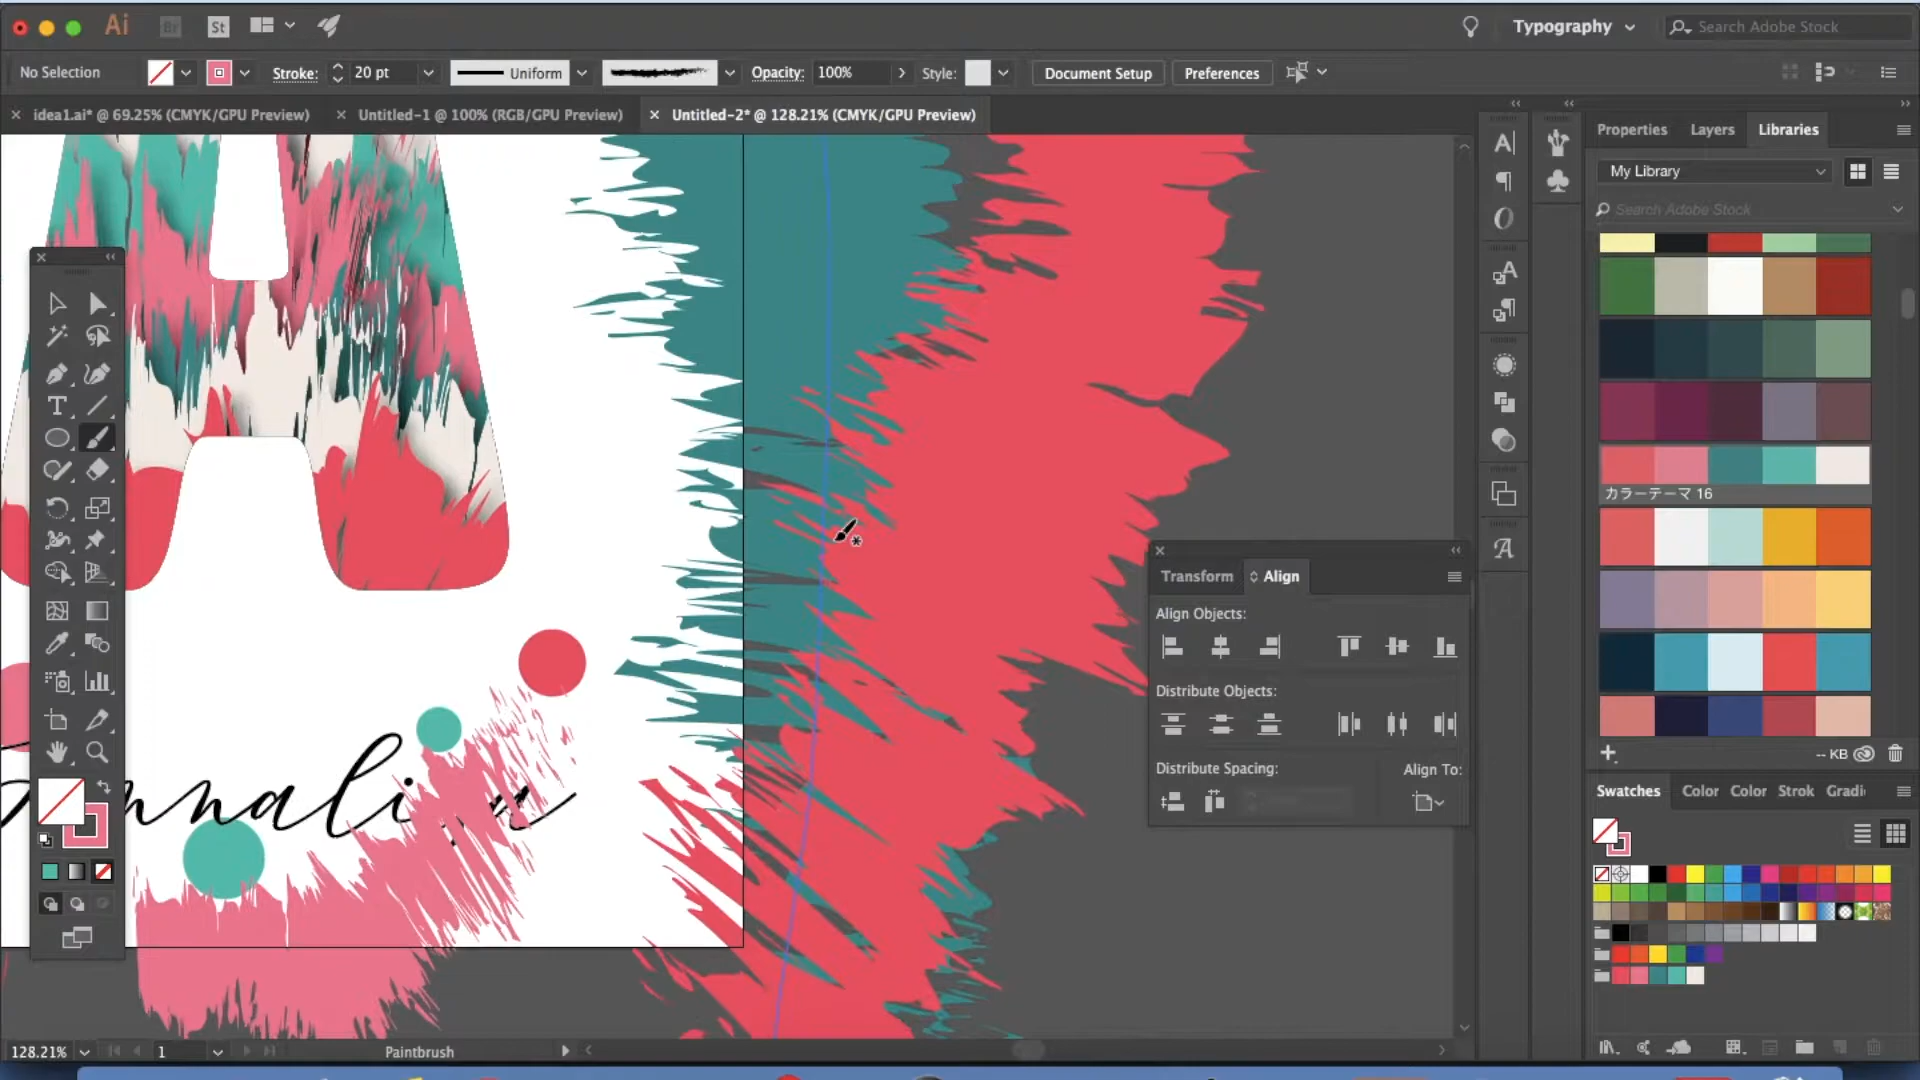 Ai Br St Typography Search Adobe Stock
No Selection Stroke: 20 pt Uniform Opacity: 100% Style: Document Setup Preferences
idea1.ai* @ 69.25% (CMYK/GPU Preview) Untitled-1 @ 100% (RGB/GPU Preview) Untitled-2* @ 128.21% (CMYK/GPU Preview)
Properties Layers Libraries
My Library
Search Adobe Stock
カラーテーマ 16
Transform Align
Align Objects:
Distribute Objects:
Distribute Spacing: Align To:
-- KB
Swatches Color Color Strok Gradi
128.21% 1 Paintbrush